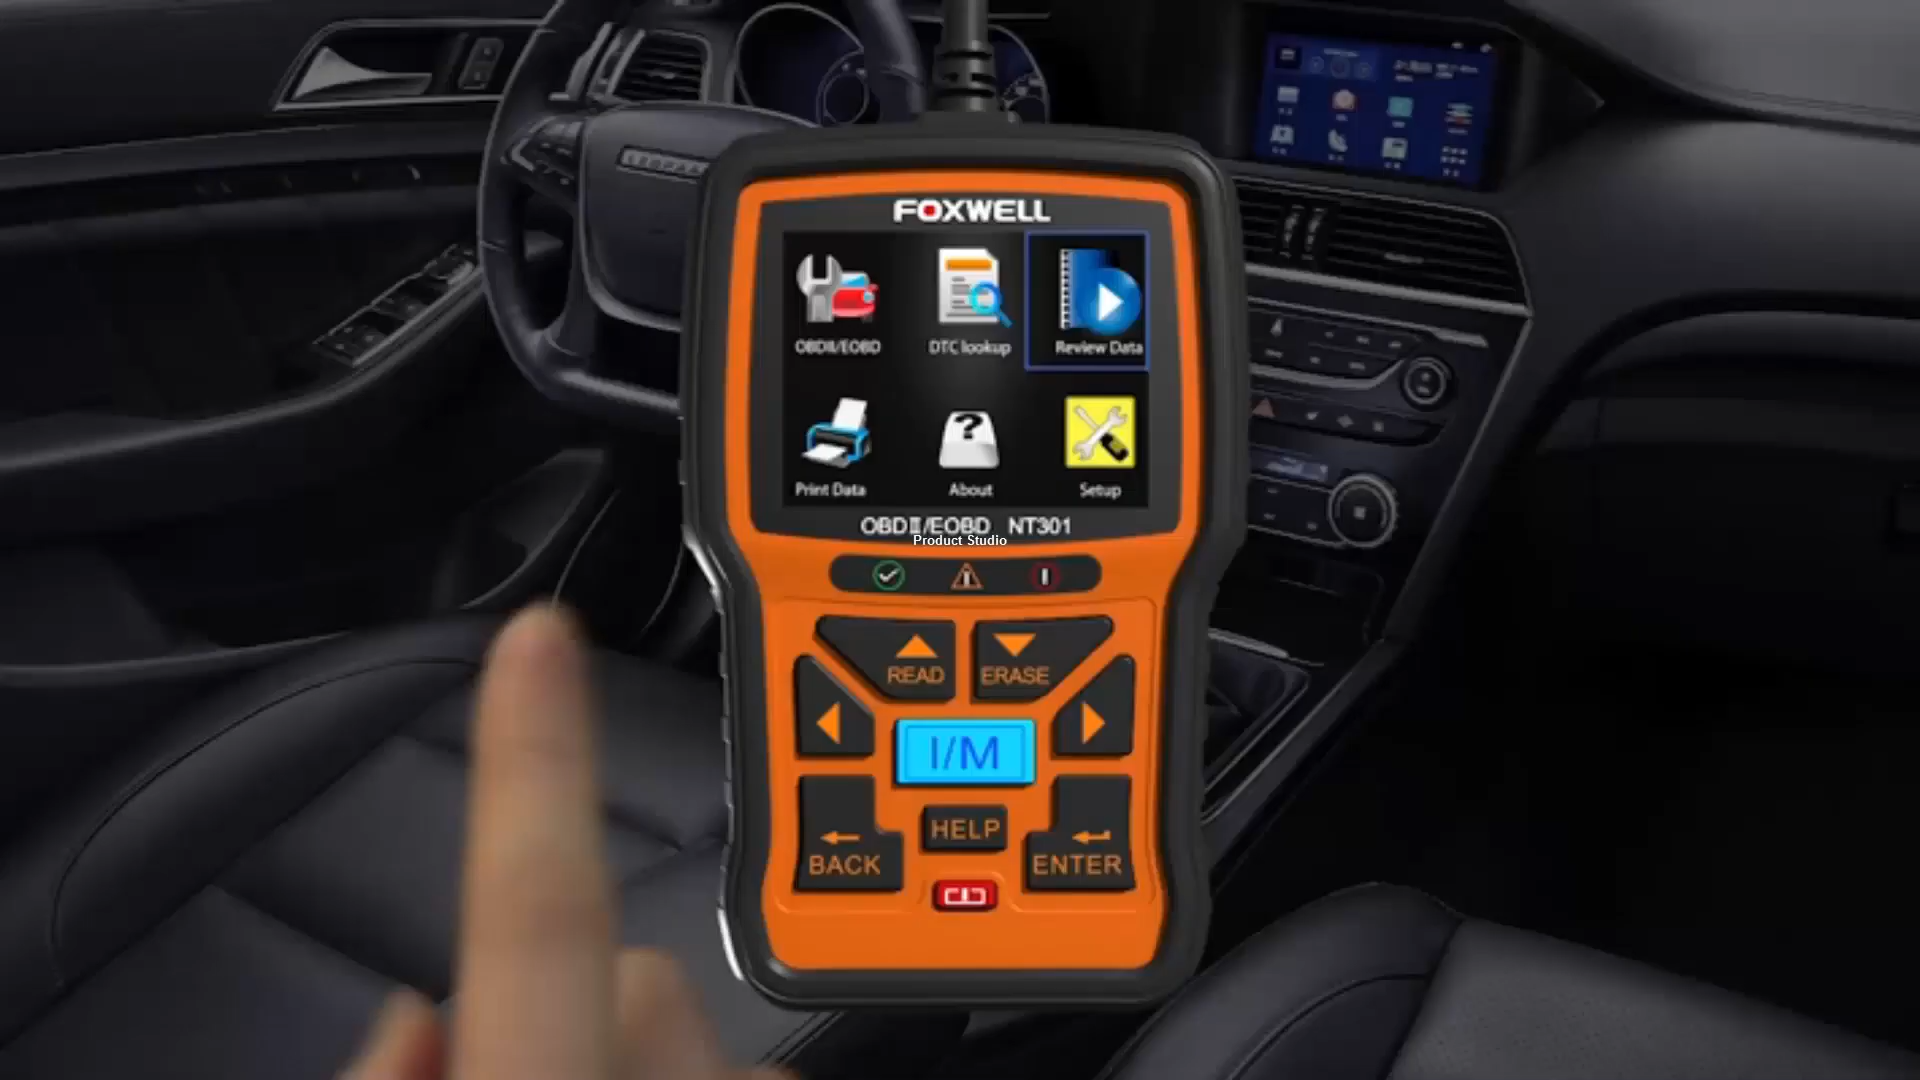 FOXWELL
OBDII/EOBD DTC lookup Review Data
Print Data About Setup
OBDII/EOBD NT301
Product Studio
READ ERASE
I/M
HELP
BACK ENTER